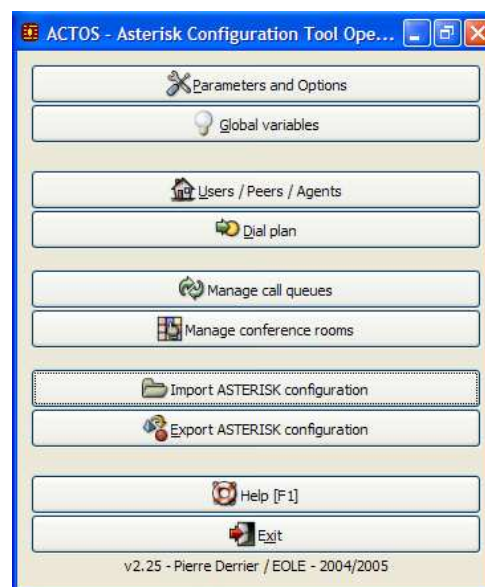 ACTOS - Asterisk Configuration Tool Ope...
Parameters and Options
Global variables
Users / Peers / Agents
Dial plan
Manage call queues
Manage conference rooms
Import ASTERISK configuration
Export ASTERISK configuration
Help [F1]
Exit
v2.25 - Pierre Derrier / EOLE - 2004/2005